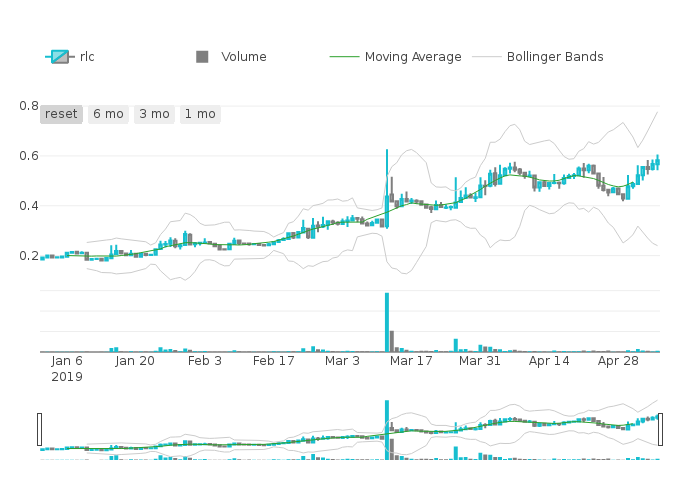 rlc Volume Moving Average Bollinger Bands
0.8
reset 6 mo 3 mo 1 mo
0.6
0.4
0.2
Jan 6 Jan 20 Feb 3 Feb 17 Mar 3 Mar 17 Mar 31 Apr 14 Apr 28
2019